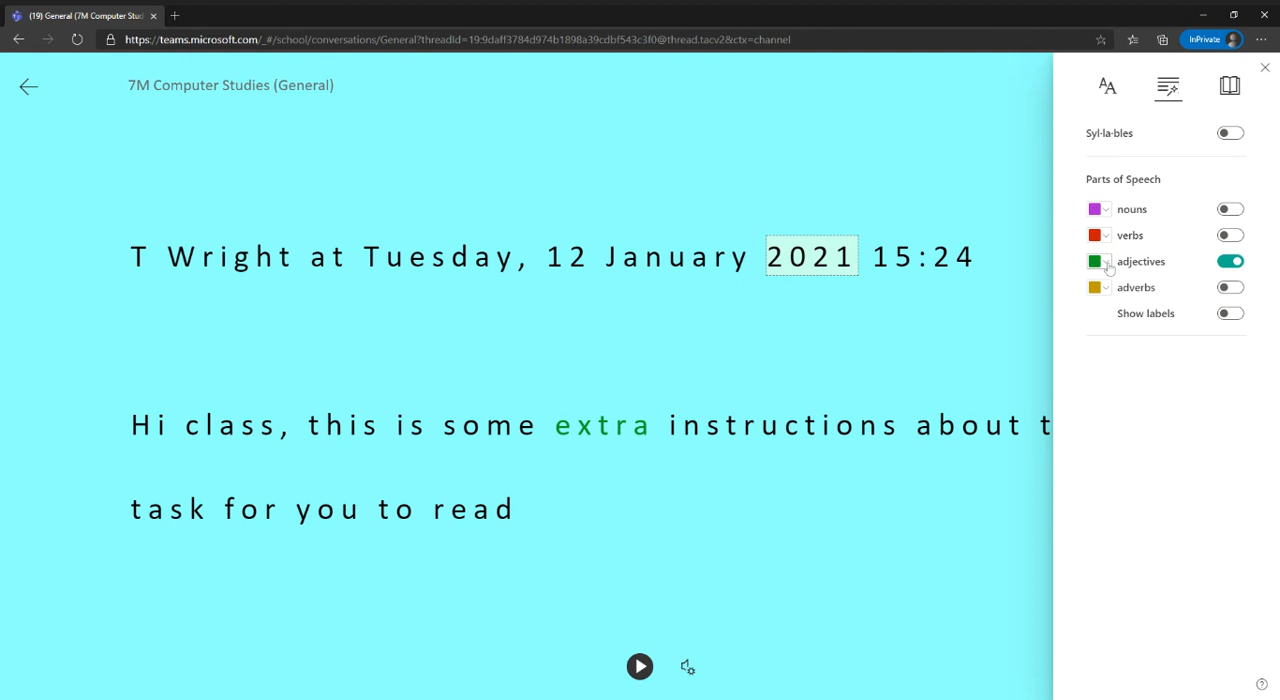 (19) General (7M Computer Stud
https://teams.microsoft.com/_#/school/conversations/General?threadId=19:9daff3784d974b1898a39cdbf543c3f0@thread.tacv2&ctx=channel
InPrivate
7M Computer Studies (General)
T Wright at Tuesday, 12 January 2021 15:24
Hi class, this is some extra instructions about t
task for you to read
Syl·la·bles
Parts of Speech
nouns
verbs
adjectives
adverbs
Show labels